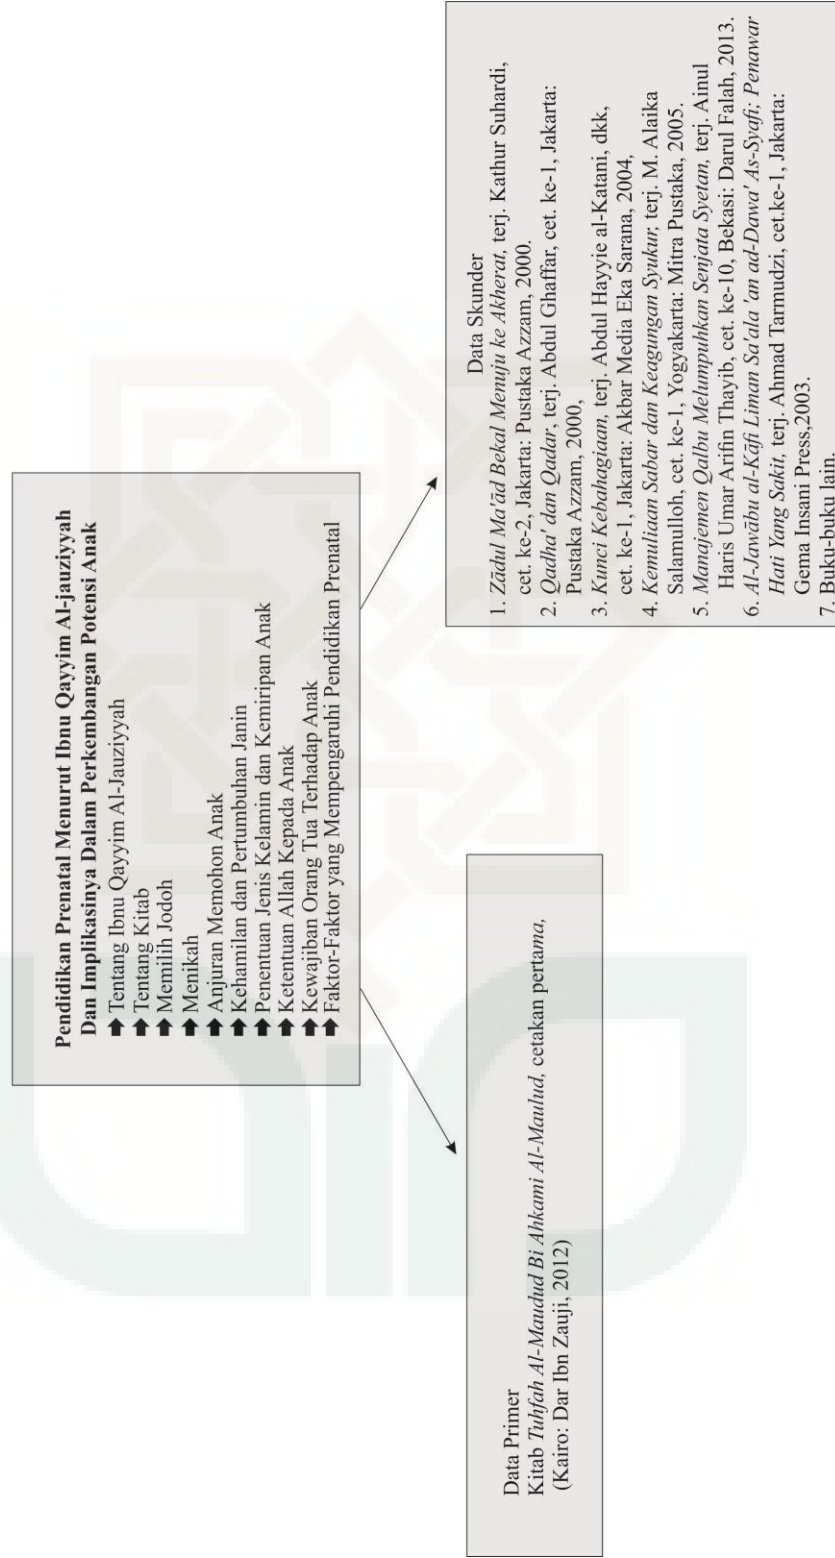 Pendidikan Prenatal Menurut Ibnu Qayyim Al-jauziyyah
Dan Implikasinya Dalam Perkembangan Potensi Anak
Tentang Ibnu Qayyim Al-Jauziyyah
Tentang Kitab
Memilih Jodoh
Menikah
Anjuran Memohon Anak
Kehamilan dan Pertumbuhan Janin
Penentuan Jenis Kelamin dan Kemiripan Anak
Ketentuan Allah Kepada Anak
Kewajiban Orang Tua Terhadap Anak
Faktor-Faktor yang Mempengaruhi Pendidikan Prenatal
Data Primer
Kitab Tuhfah Al-Maudud Bi Ahkami Al-Maulud, cetakan pertama,
(Kairo: Dar Ibn Zauji, 2012)
Data Skunder
1. Zādul Ma'ād Bekal Menuju ke Akherat, terj. Kathur Suhardi,
cet. ke-2, Jakarta: Pustaka Azzam, 2000.
2. Qadha' dan Qadar, terj. Abdul Ghaffar, cet. ke-1, Jakarta:
Pustaka Azzam, 2000,
3. Kunci Kebahagiaan, terj. Abdul Hayyie al-Katani, dkk,
cet. ke-1, Jakarta: Akbar Media Eka Sarana, 2004,
4. Kemuliaan Sabar dan Keagungan Syukur, terj. M. Alaika
Salamulloh, cet. ke-1, Yogyakarta: Mitra Pustaka, 2005.
5. Manajemen Qalbu Melumpuhkan Senjata Syetan, terj. Ainul
Haris Umar Arifin Thayib, cet. ke-10, Bekasi: Darul Falah, 2013.
6. Al-Jawābu al-Kāfi Liman Sa'ala 'an ad-Dawa' As-Syafi; Penawar
Hati Yang Sakit, terj. Ahmad Tarmudzi, cet.ke-1, Jakarta:
Gema Insani Press,2003.
7. Buku-buku lain.